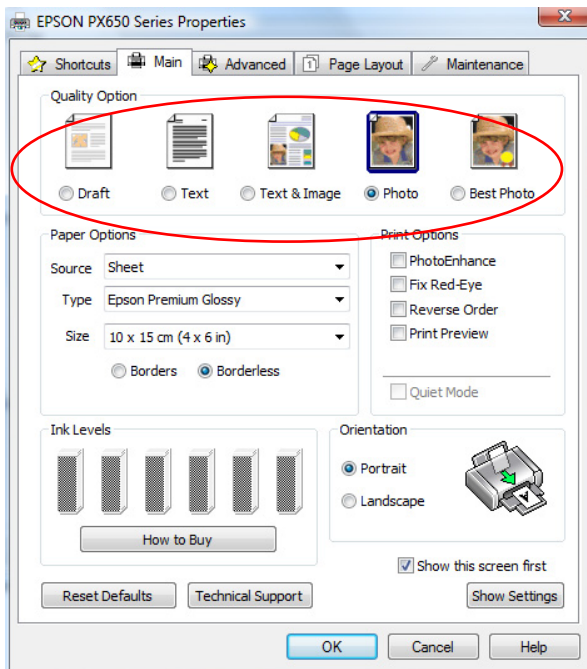 EPSON PX650 Series Properties
Shortcuts Main Advanced Page Layout Maintenance
Quality Option
Draft Text Text & Image Photo Best Photo
Paper Options
Source Sheet
Type Epson Premium Glossy
Size 10 x 15 cm (4 x 6 in)
Borders Borderless
Print Options
PhotoEnhance
Fix Red-Eye
Reverse Order
Print Preview
Quiet Mode
Ink Levels
How to Buy
Orientation
Portrait
Landscape
Show this screen first
Reset Defaults Technical Support Show Settings
OK Cancel Help